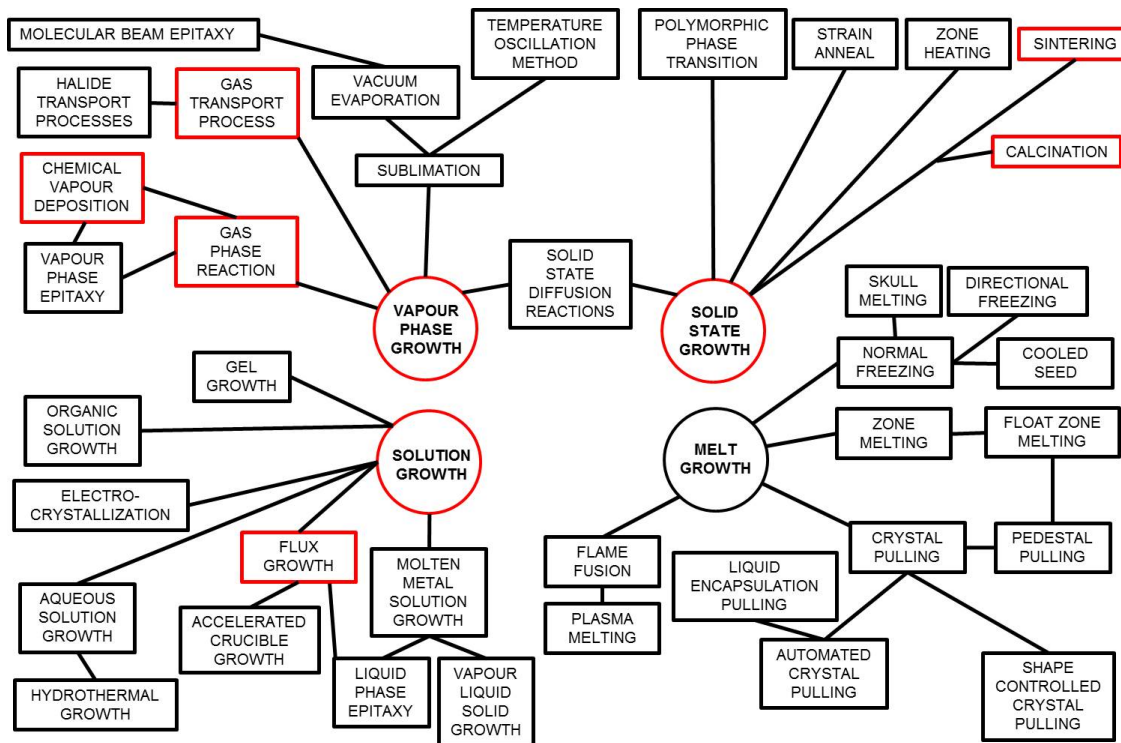 MOLECULAR BEAM EPITAXY
TEMPERATURE
OSCILLATION
METHOD
POLYMORPHIC
PHASE
TRANSITION
STRAIN
ANNEAL
ZONE
HEATING
SINTERING
HALIDE
TRANSPORT
PROCESSES
GAS
TRANSPORT
PROCESS
VACUUM
EVAPORATION
SUBLIMATION
CALCINATION
CHEMICAL
VAPOUR
DEPOSITION
GAS
PHASE
REACTION
VAPOUR
PHASE
EPITAXY
VAPOUR
PHASE
GROWTH
SOLID
STATE
DIFFUSION
REACTIONS
SOLID
STATE
GROWTH
SKULL
MELTING
DIRECTIONAL
FREEZING
NORMAL
FREEZING
COOLED
SEED
GEL
GROWTH
ORGANIC
SOLUTION
GROWTH
SOLUTION
GROWTH
MELT
GROWTH
ZONE
MELTING
FLOAT ZONE
MELTING
ELECTRO-
CRYSTALLIZATION
FLUX
GROWTH
MOLTEN
METAL
SOLUTION
GROWTH
FLAME
FUSION
PLASMA
MELTING
LIQUID
ENCAPSULATION
PULLING
CRYSTAL
PULLING
PEDESTAL
PULLING
AQUEOUS
SOLUTION
GROWTH
ACCELERATED
CRUCIBLE
GROWTH
HYDROTHERMAL
GROWTH
LIQUID
PHASE
EPITAXY
VAPOUR
LIQUID
SOLID
GROWTH
AUTOMATED
CRYSTAL
PULLING
SHAPE
CONTROLLED
CRYSTAL
PULLING